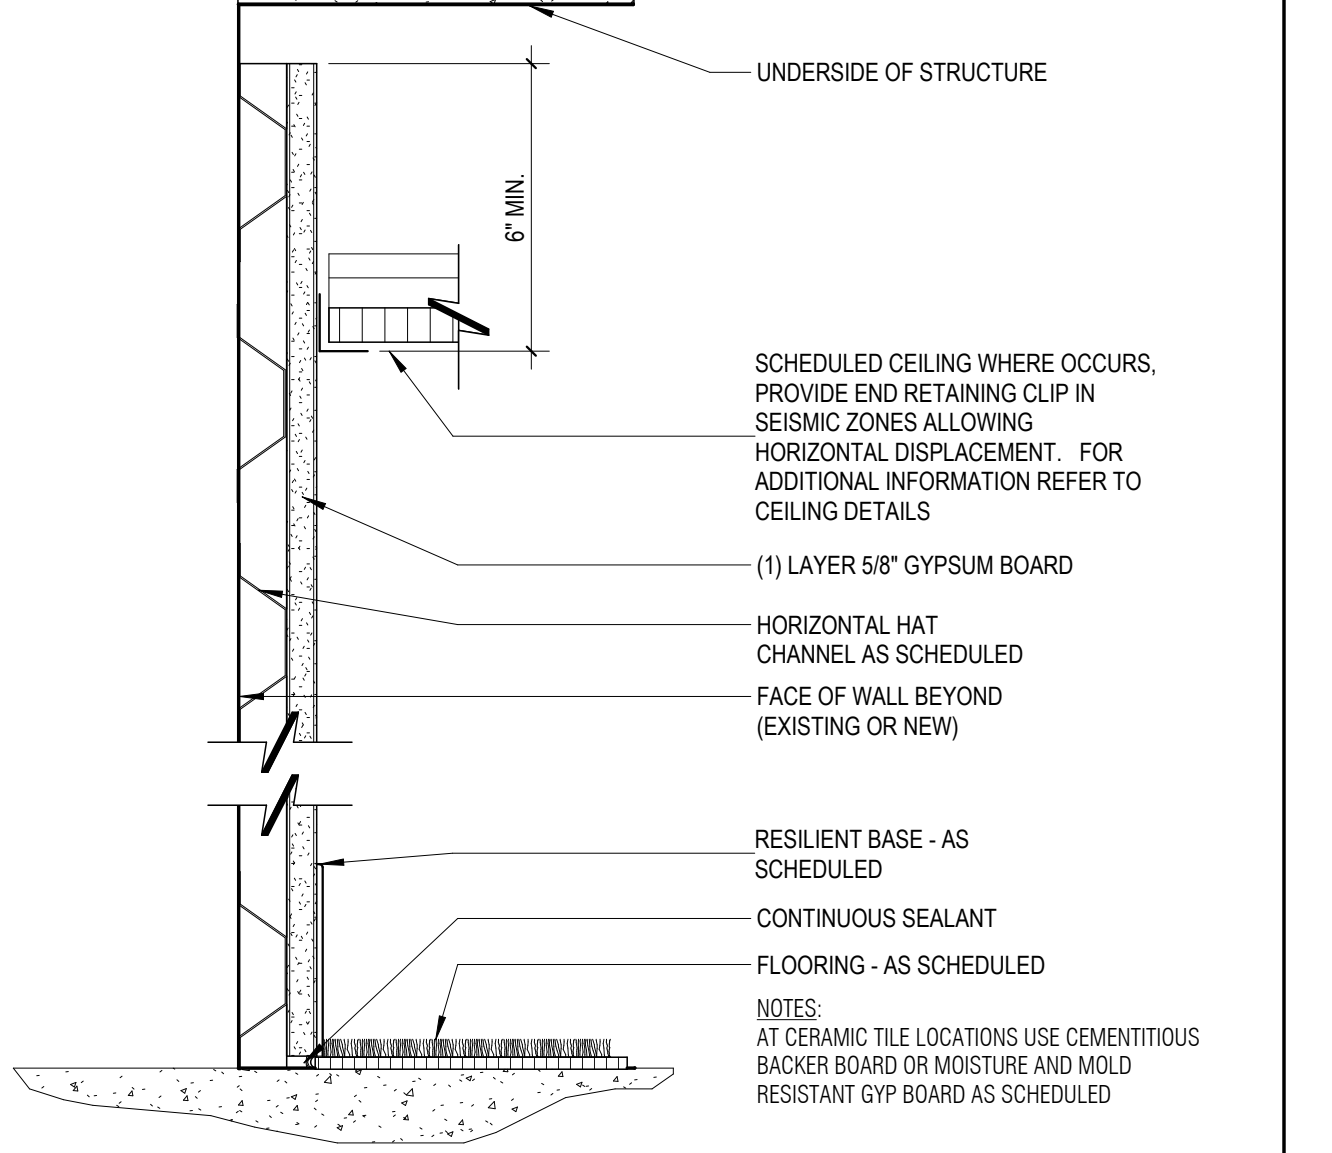 UNDERSIDE OF STRUCTURE
6" MIN.
SCHEDULED CEILING WHERE OCCURS,
PROVIDE END RETAINING CLIP IN
SEISMIC ZONES ALLOWING
HORIZONTAL DISPLACEMENT. FOR
ADDITIONAL INFORMATION REFER TO
CEILING DETAILS
(1) LAYER 5/8" GYPSUM BOARD
HORIZONTAL HAT
CHANNEL AS SCHEDULED
FACE OF WALL BEYOND
(EXISTING OR NEW)
RESILIENT BASE - AS
SCHEDULED
CONTINUOUS SEALANT
FLOORING - AS SCHEDULED
NOTES:
AT CERAMIC TILE LOCATIONS USE CEMENTITIOUS
BACKER BOARD OR MOISTURE AND MOLD
RESISTANT GYP BOARD AS SCHEDULED